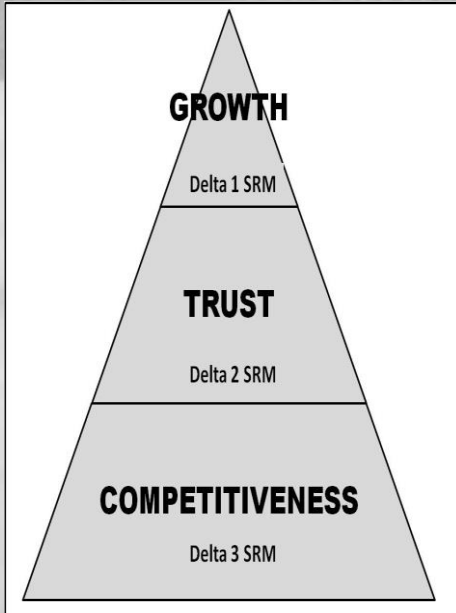 GROWTH
Delta 1 SRM
TRUST
Delta 2 SRM
COMPETITIVENESS
Delta 3 SRM